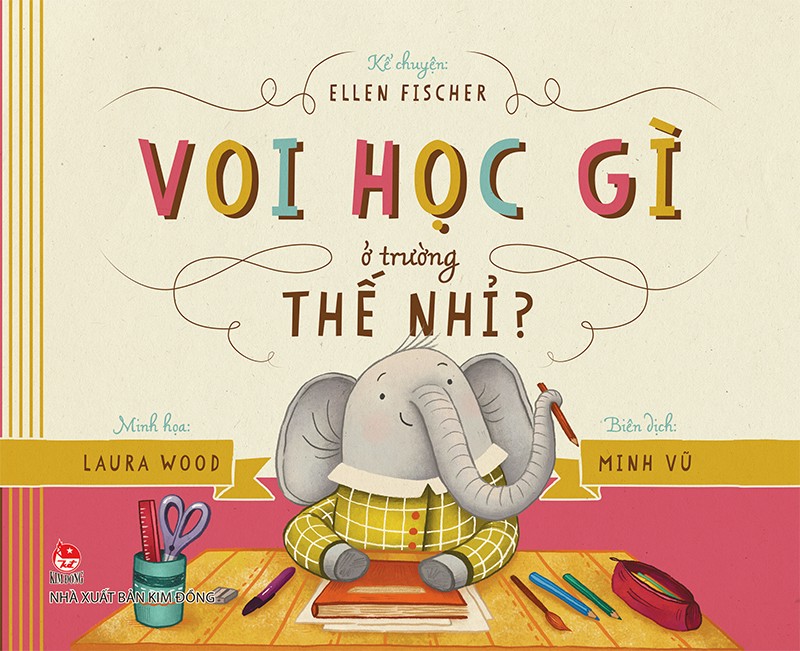 Kể chuyện:
ELLEN FISCHER
VOI HỌC GÌ
ở trường
THẾ NHỈ?
Minh họa:
LAURA WOOD
Biên dịch:
MINH VŨ
KIM ĐỒNG
NHÀ XUẤT BẢN KIM ĐỒNG